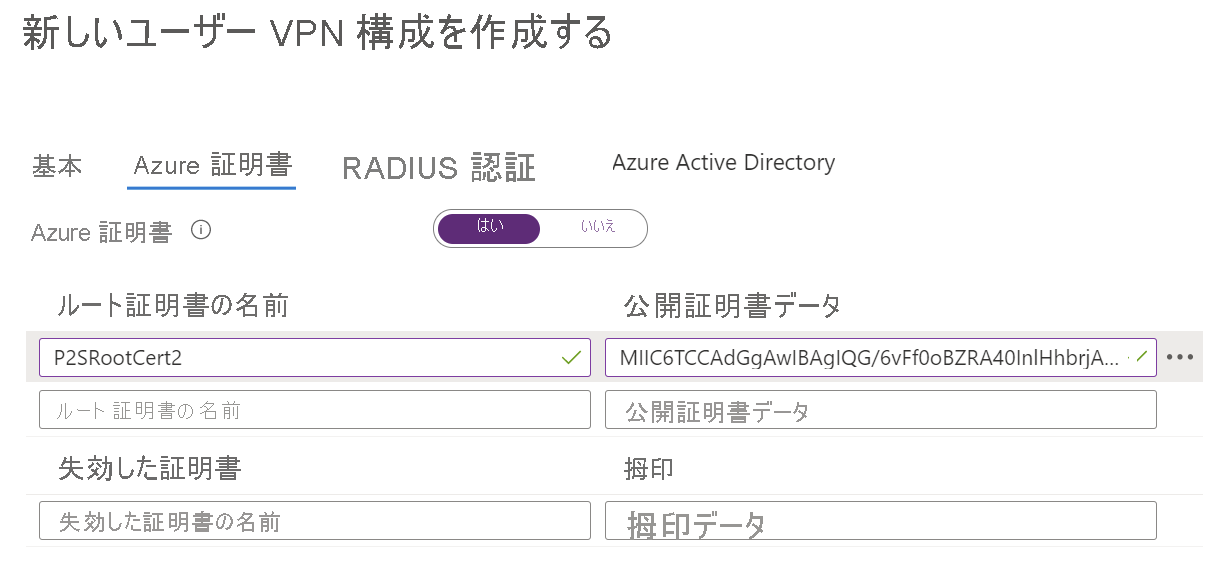 新しいユーザー VPN 構成を作成する
基本 Azure 証明書 RADIUS 認証 Azure Active Directory
Azure 証明書 はい いいえ
ルート証明書の名前 公開証明書データ
P2SRootCert2 MIIC6TCCAdGgAwIBAgIQG/6vFf0oBZRA40InlHhbrjA...
ルート 証明書の 名前 公開証明書データ
失効した証明書 拇印
失効した証明書の名前 拇印データ